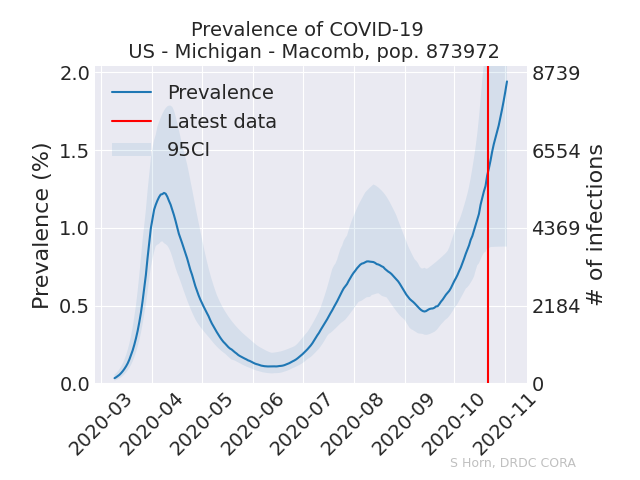 Prevalence of COVID-19
US - Michigan - Macomb, pop. 873972
Prevalence
Latest data
95CI
Prevalence (%)
2.0
1.5
1.0
0.5
0.0
8739
6554
4369
2184
0
# of infections
2020-03
2020-04
2020-05
2020-06
2020-07
2020-08
2020-09
2020-10
2020-11
S Horn, DRDC CORA